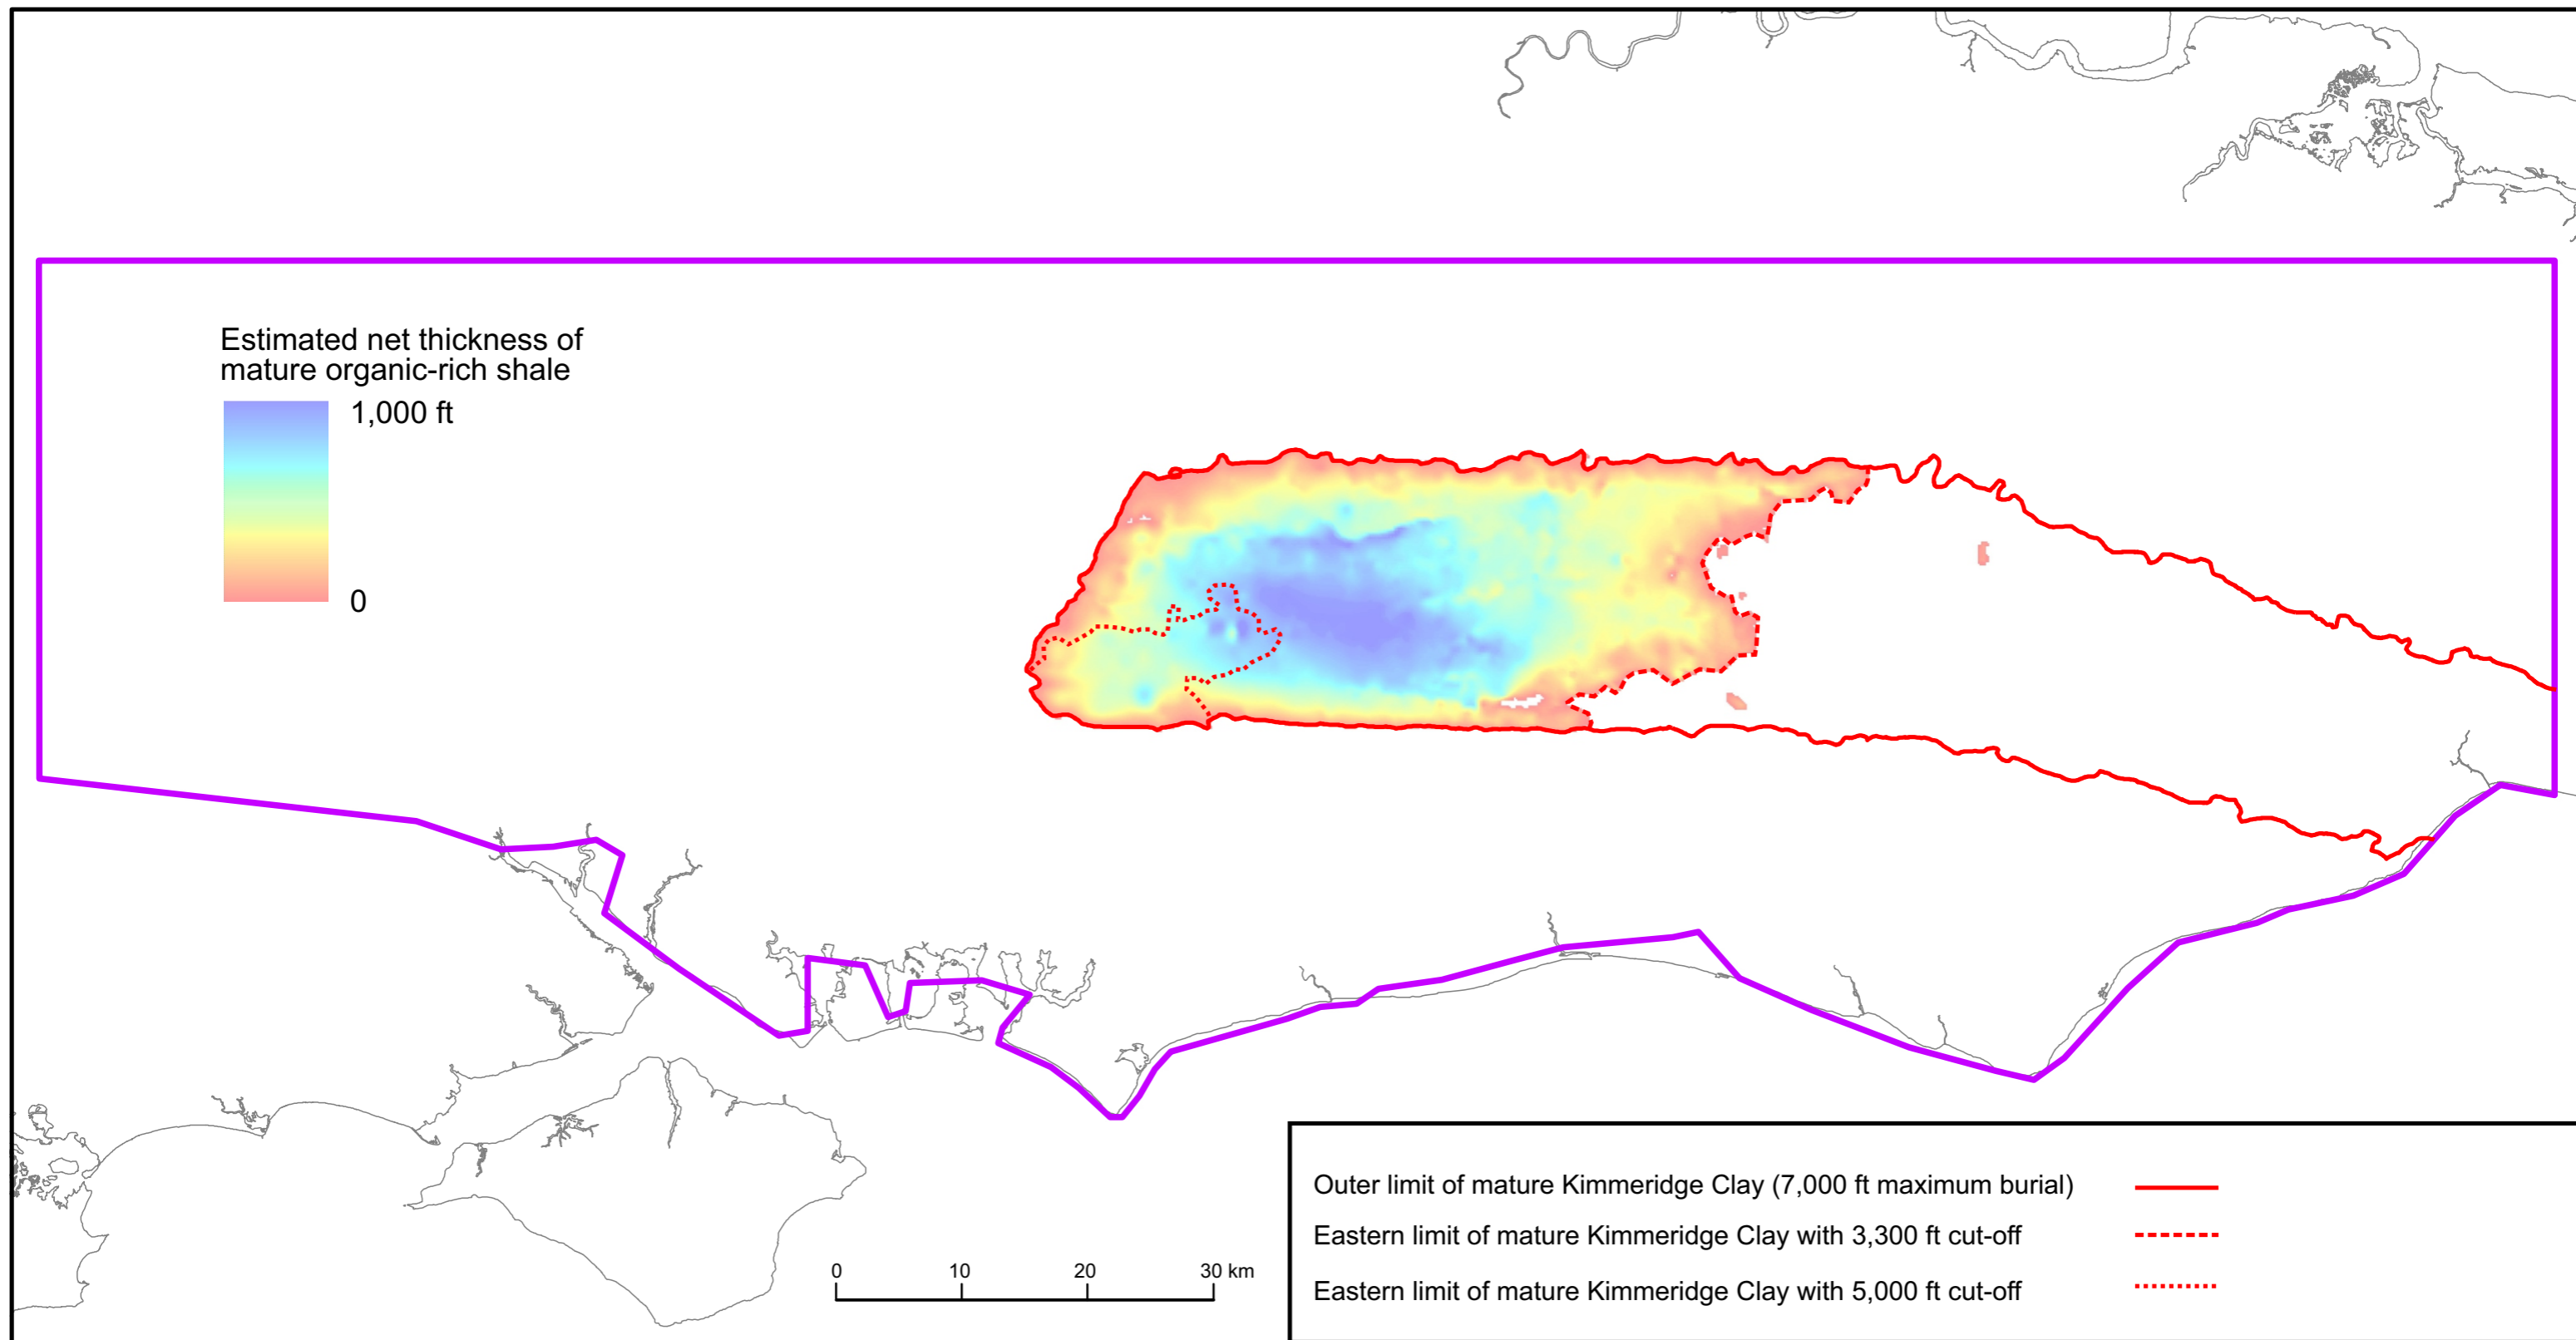 Estimated net thickness of
mature organic-rich shale
1,000 ft
0
0 10 20 30 km
Outer limit of mature Kimmeridge Clay (7,000 ft maximum burial)
Eastern limit of mature Kimmeridge Clay with 3,300 ft cut-off
Eastern limit of mature Kimmeridge Clay with 5,000 ft cut-off